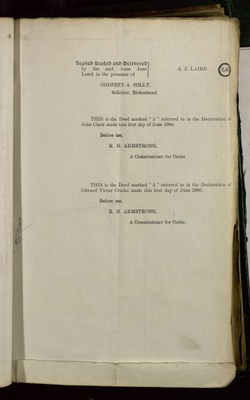 Signed Sealed and Delivered
by the said Anne Jane
Laird in the presence of
A. J. LAIRD
L.S.
GODFREY A. SOLLY,
Solicitor, Birkenhead.
THIS is the Deed marked "A" referred to in the Declaration of
John Clark made this first day of June 1900.
Before me,
R. H. ARMSTRONG,
A Commissioner for Oaths.
THIS is the Deed marked "A" referred to in the Declaration of
Edward Victor Crooke made this first day of June 1900.
Before me,
R. H. ARMSTRONG,
A Commissioner for Oaths.